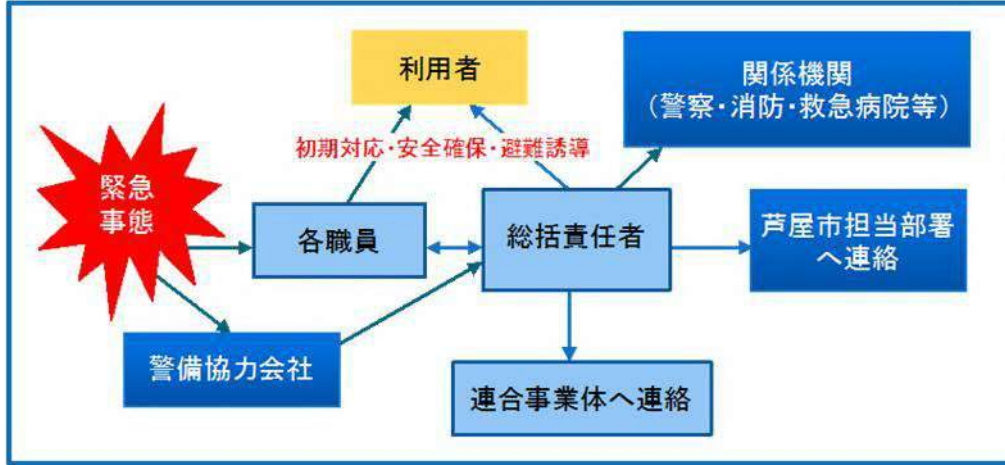 利用者
関係機関
（警察・消防・救急病院等）
初期対応・安全確保・避難誘導
緊急
事態
各職員
総括責任者
芦屋市担当部署
へ連絡
警備協力会社
連合事業体へ連絡